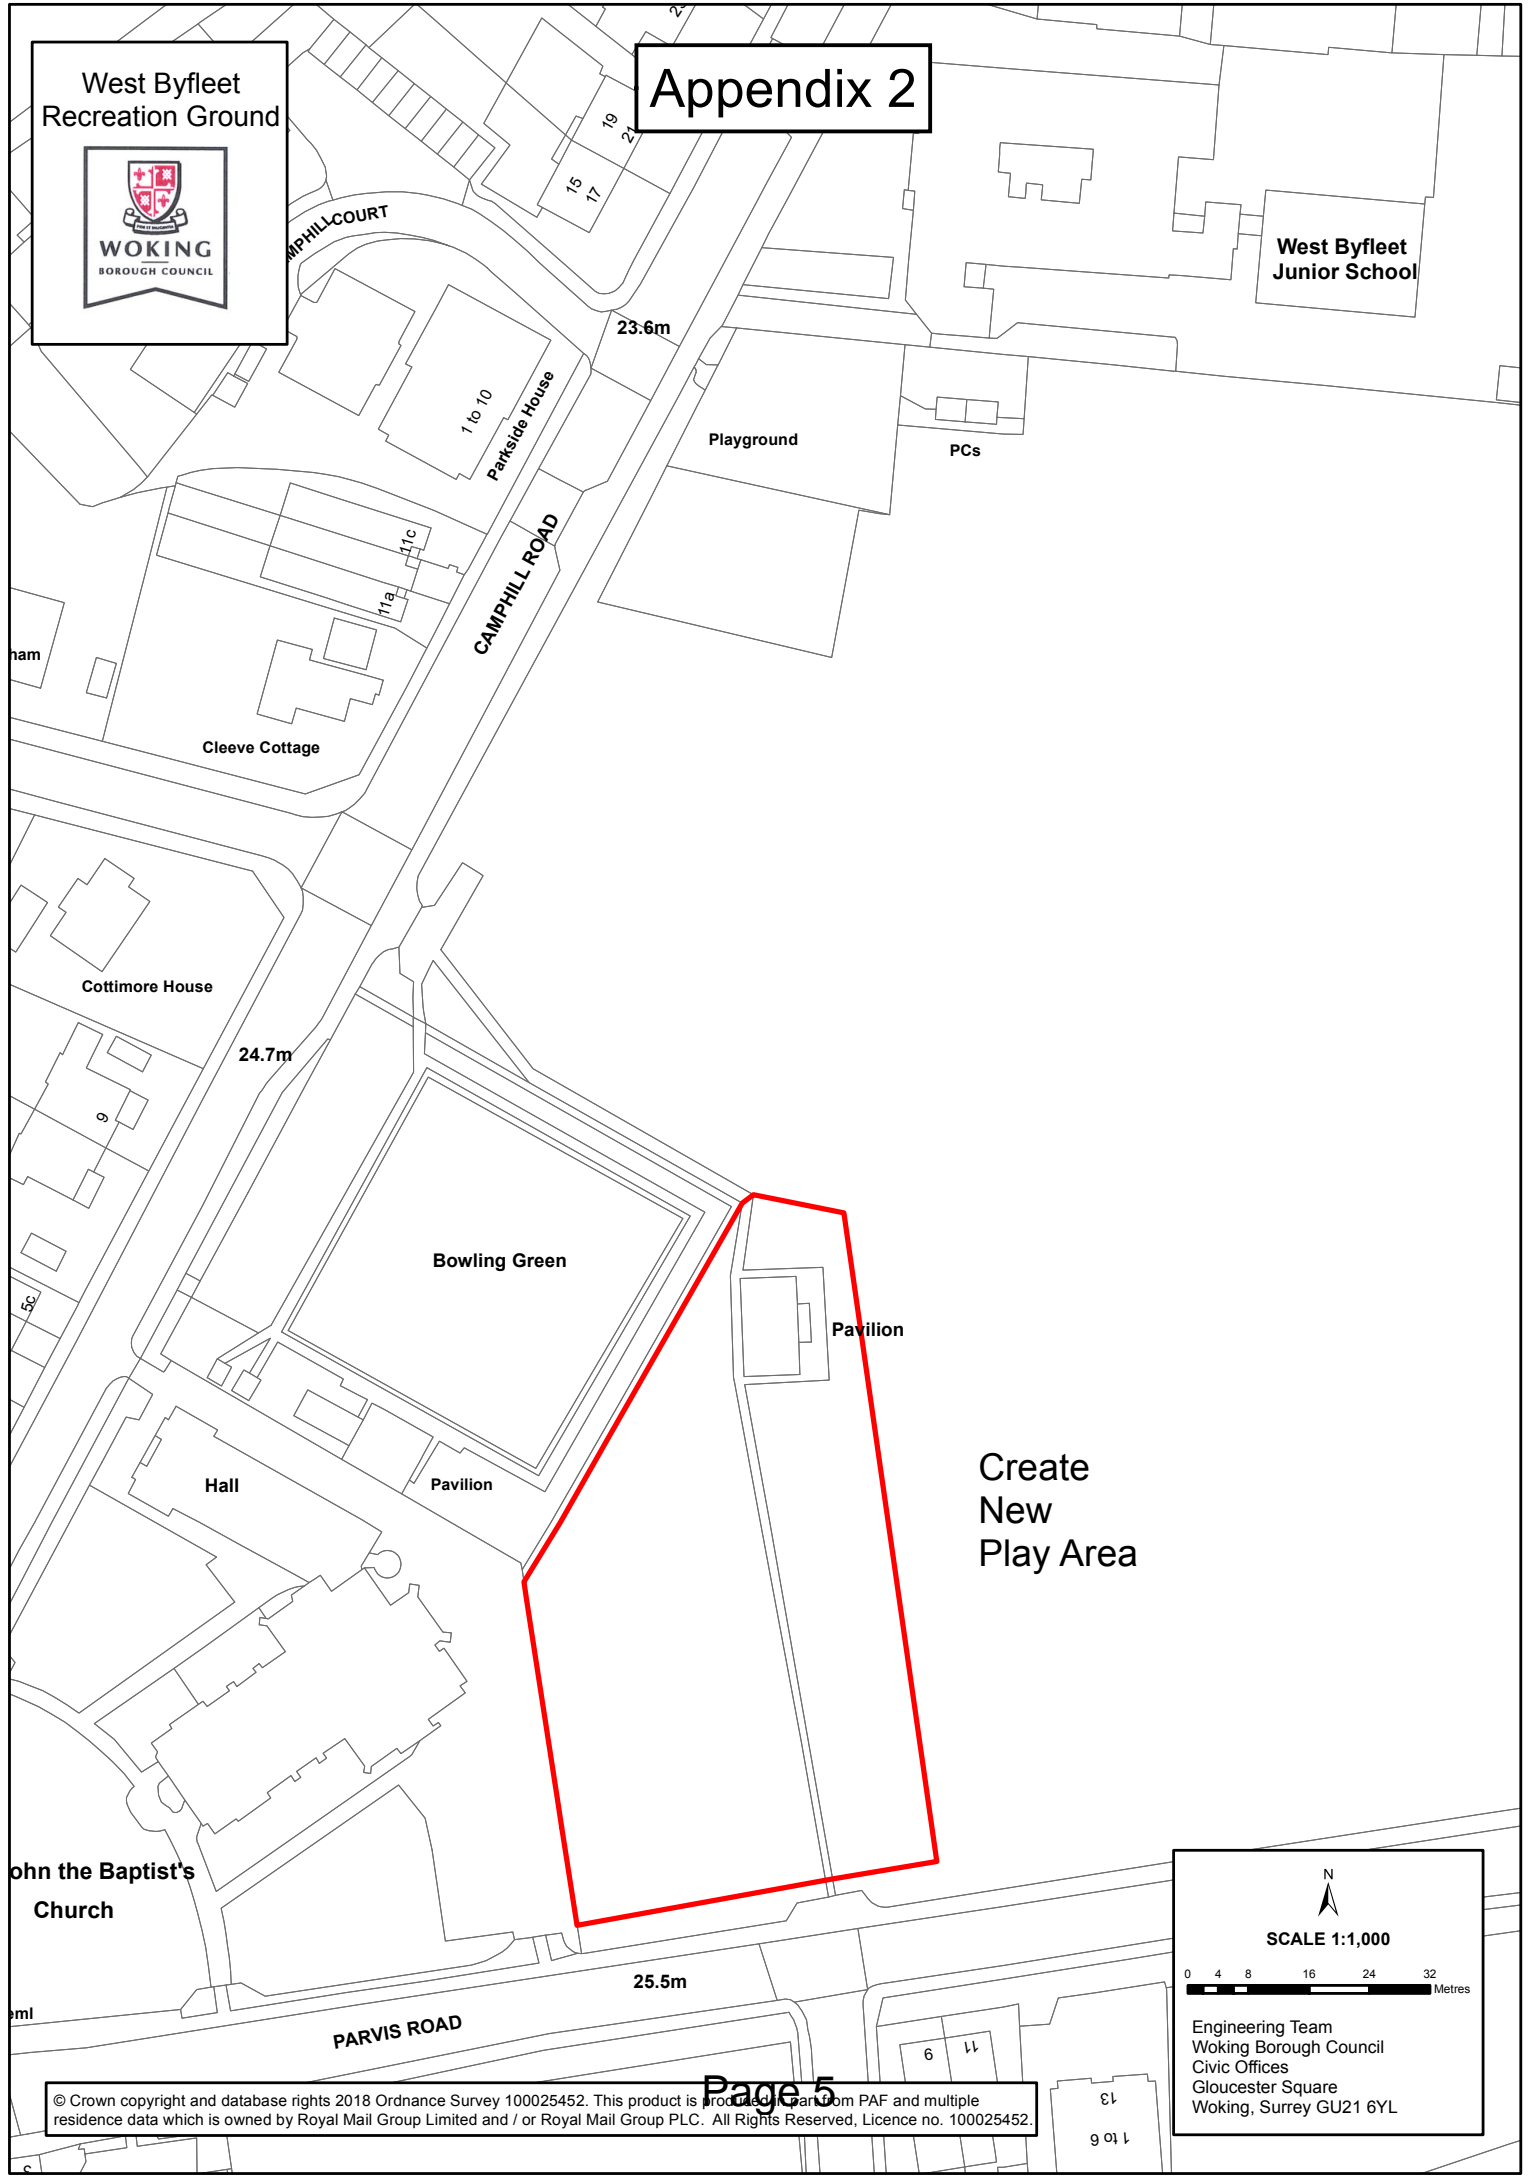 West Byfleet
Recreation Ground
WOKING
BOROUGH COUNCIL
Appendix 2
19
21
15
17
MPHILL COURT
West Byfleet
Junior School
23.6m
1 to 10
Parkside House
Playground
PCs
CAMPHILL ROAD
11c
11a
ham
Cleeve Cottage
Cottimore House
24.7m
9
5c
Bowling Green
Pavilion
Hall
Pavilion
Create
New
Play Area
ohn the Baptist's
Church
25.5m
PARVIS ROAD
9
11
13
1 to 6
N
SCALE 1:1,000
0 4 8 16 24 32
Metres
Engineering Team
Woking Borough Council
Civic Offices
Gloucester Square
Woking, Surrey GU21 6YL
Page 5
© Crown copyright and database rights 2018 Ordnance Survey 100025452. This product is produced in part from PAF and multiple
residence data which is owned by Royal Mail Group Limited and / or Royal Mail Group PLC. All Rights Reserved, Licence no. 100025452.